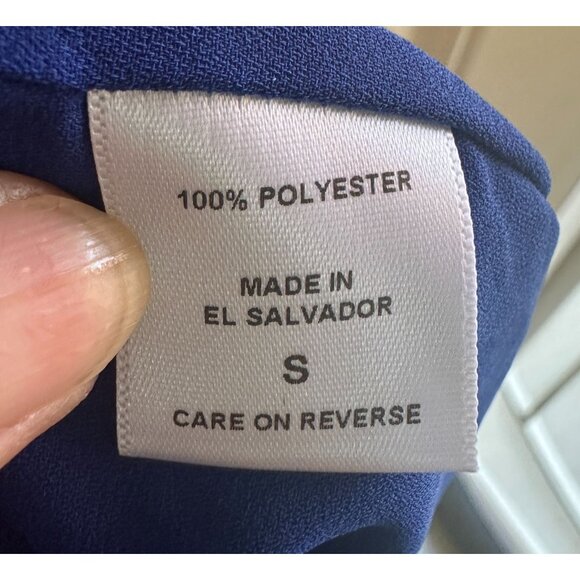 100% POLYESTER
MADE IN
EL SALVADOR
S
CARE ON REVERSE